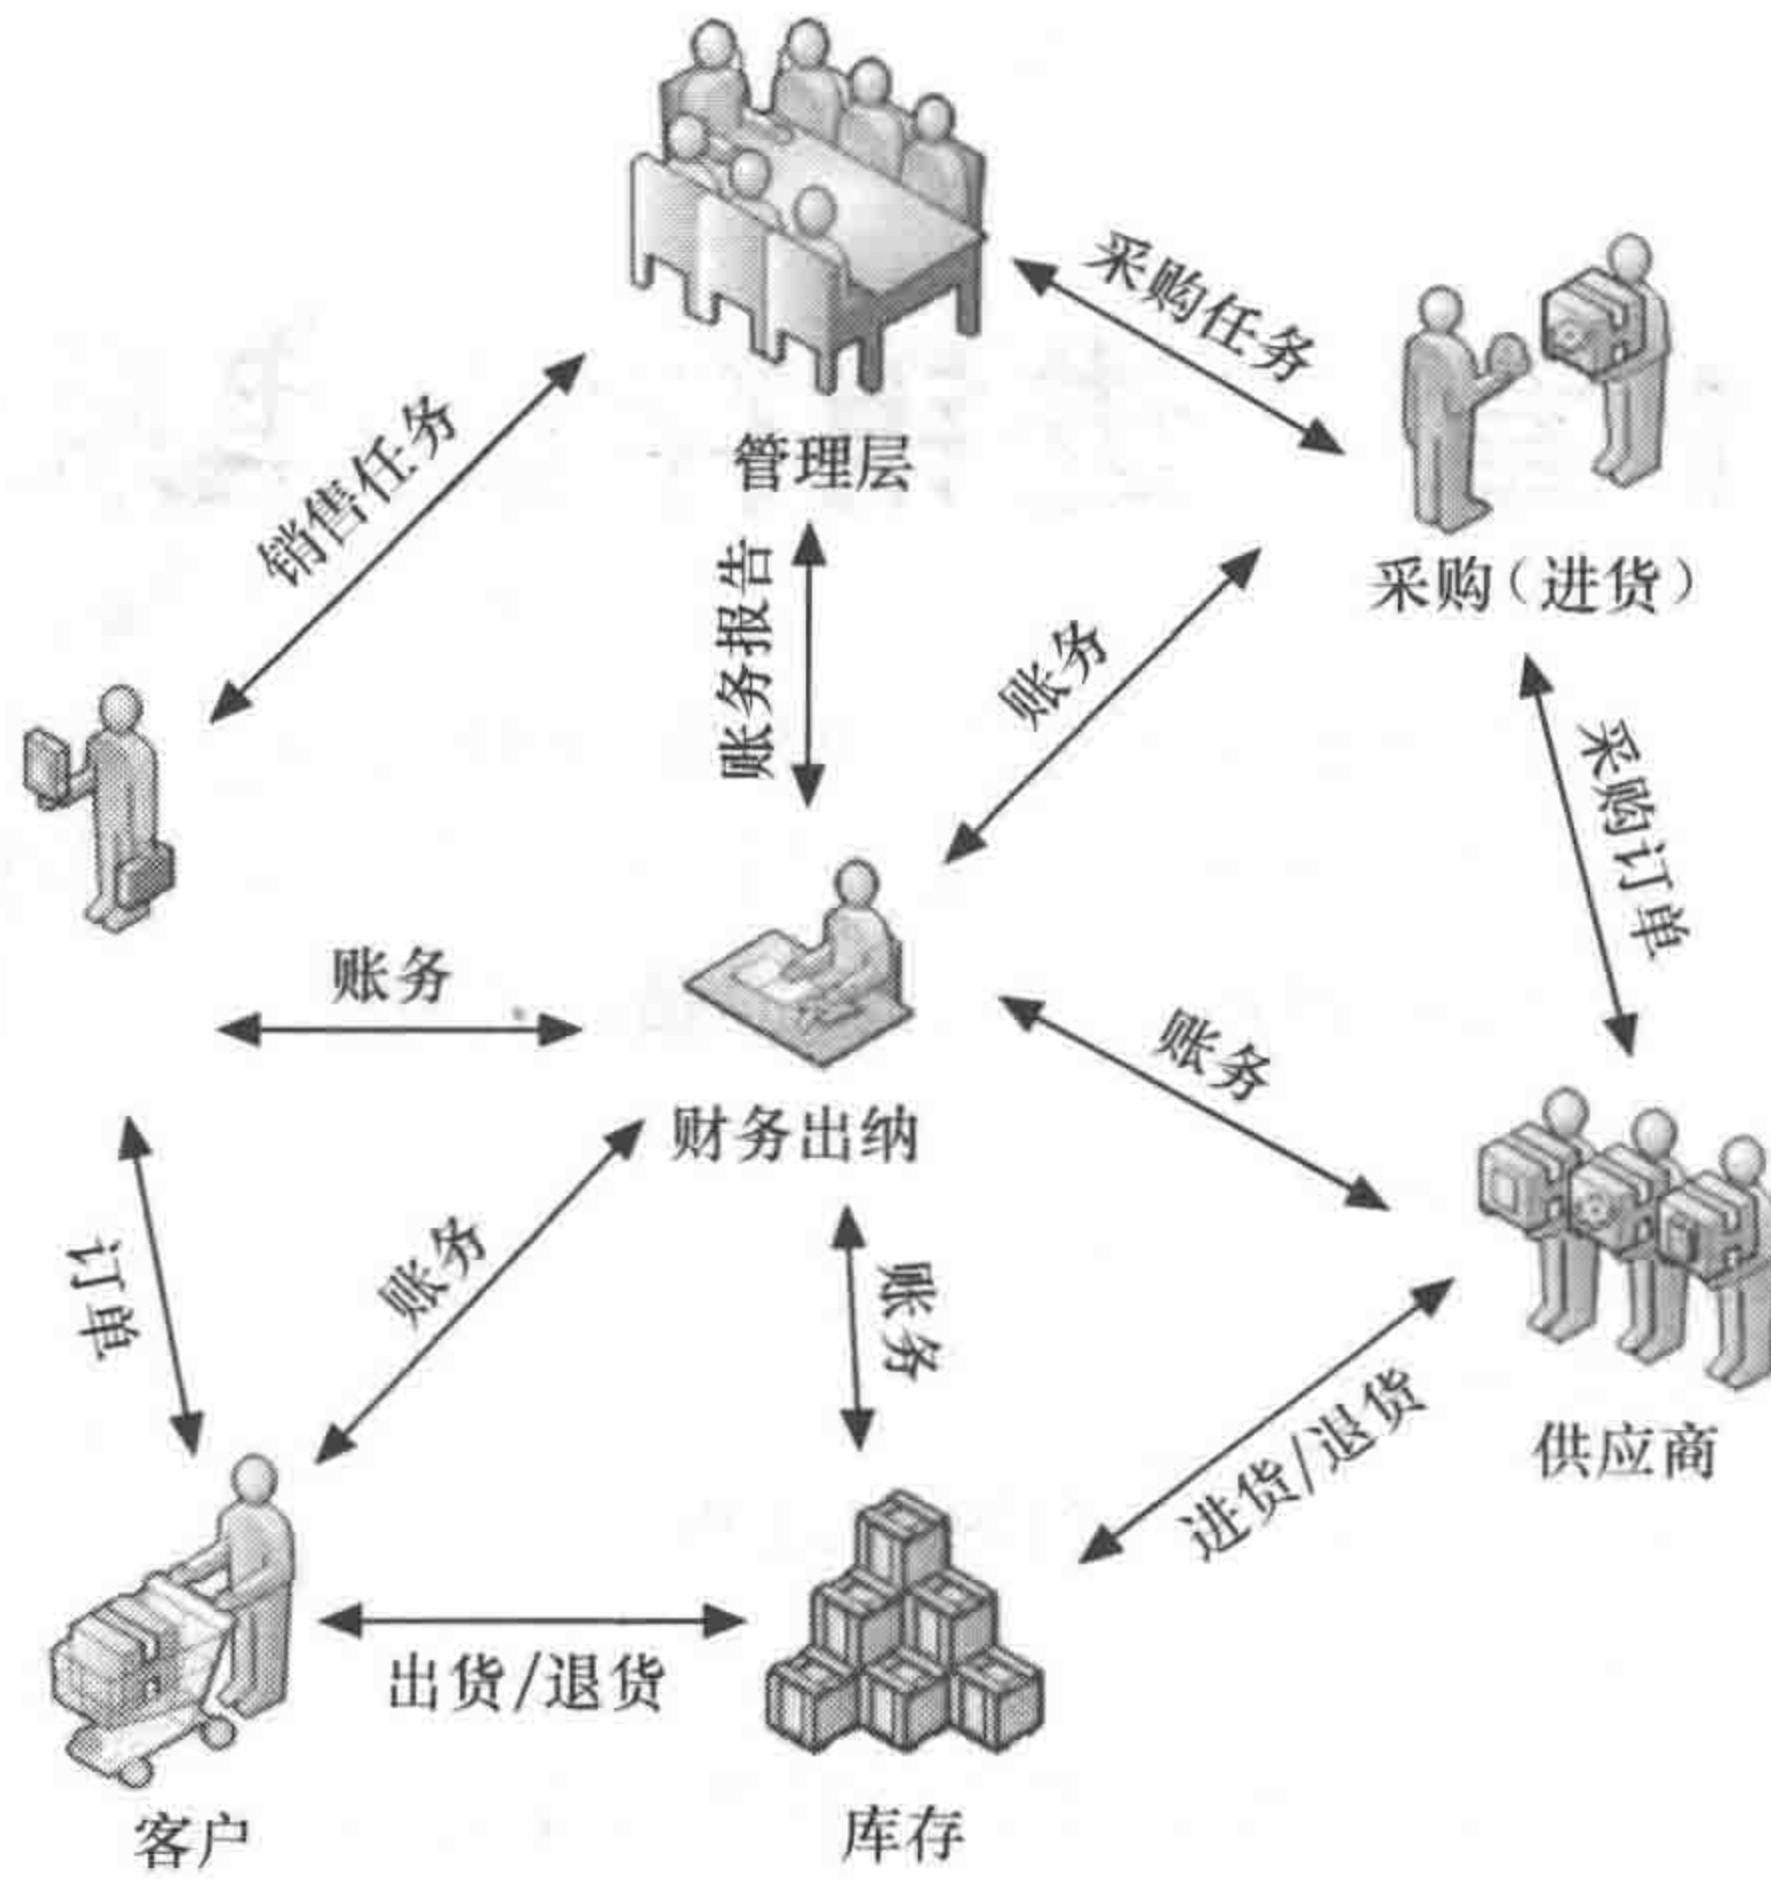 采购任务
管理层
销售任务
账务报告
采购（进货）
账务
采购订单
账务
财务出纳
账务
订单
账务
账务
进货/退货
供应商
出货/退货
客户
库存